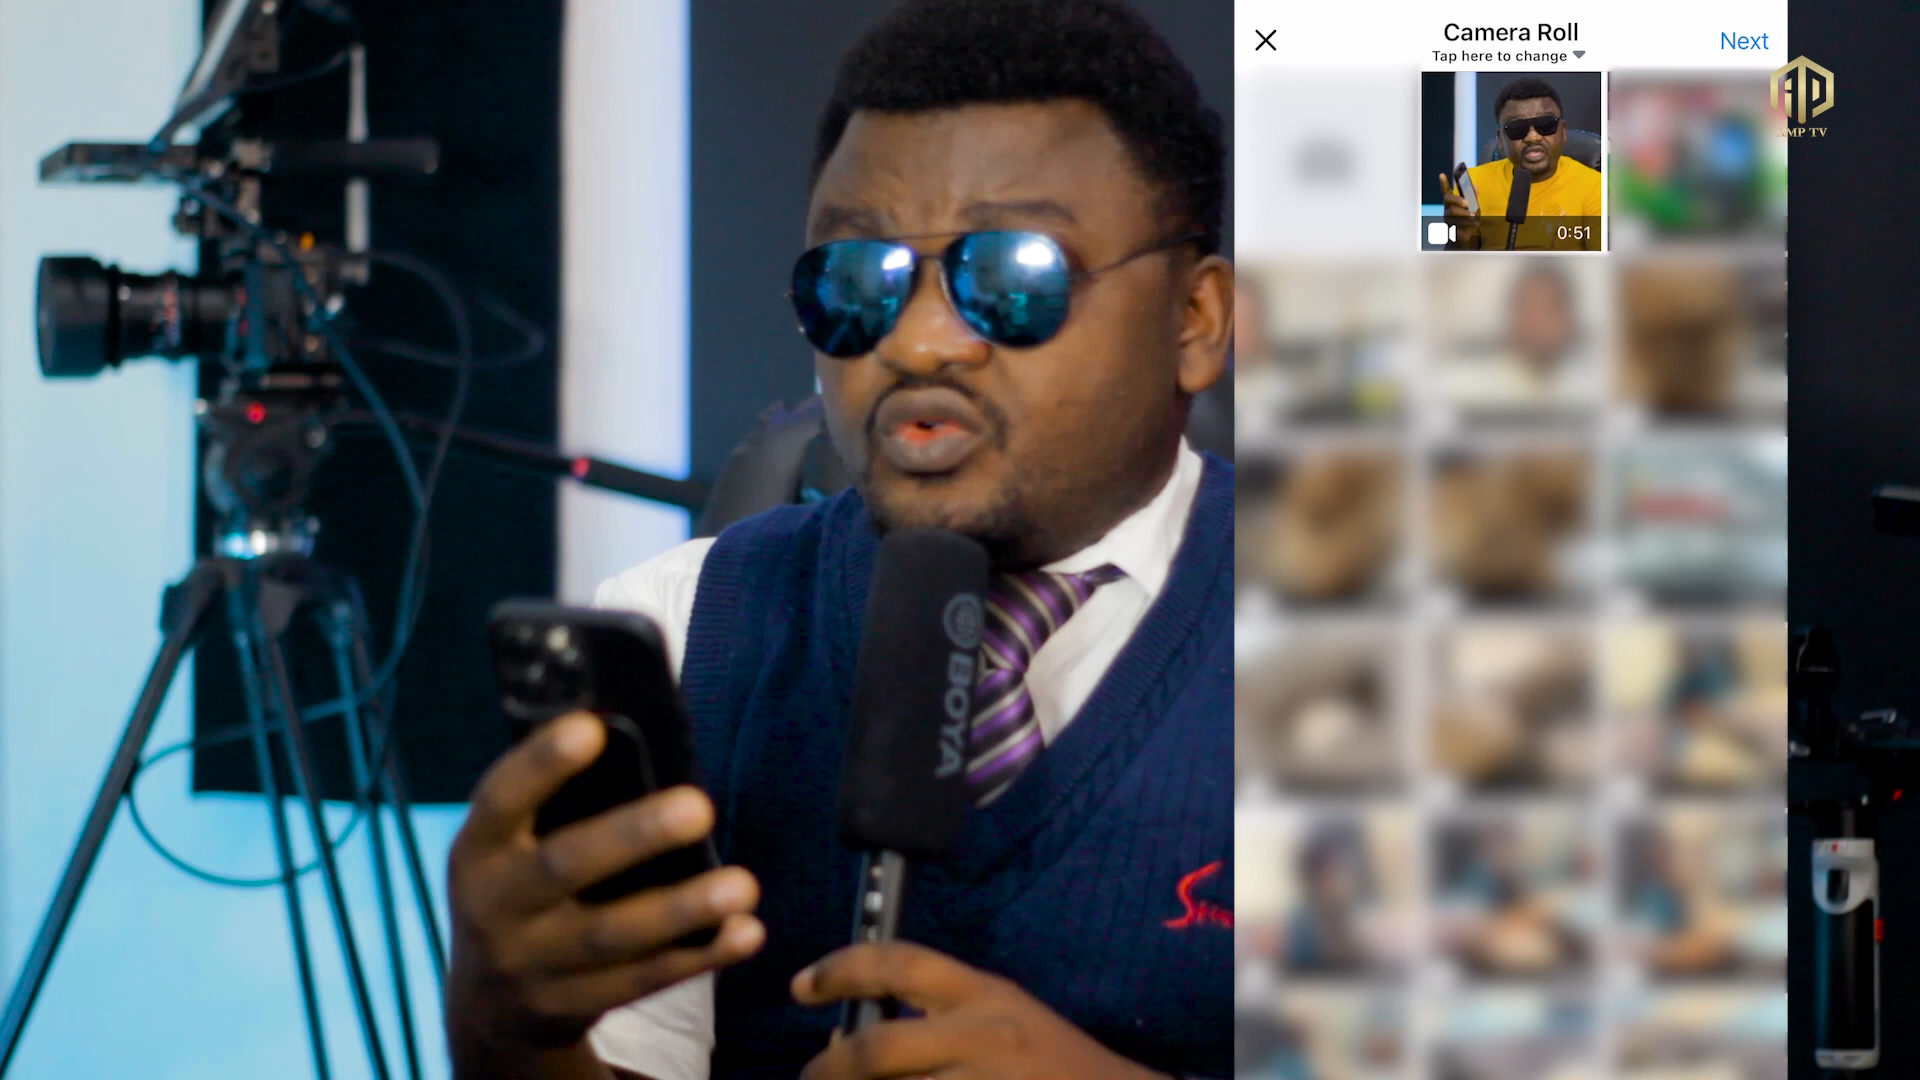 Camera Roll
Tap here to change
Next
0:51
AMP TV
BOYA